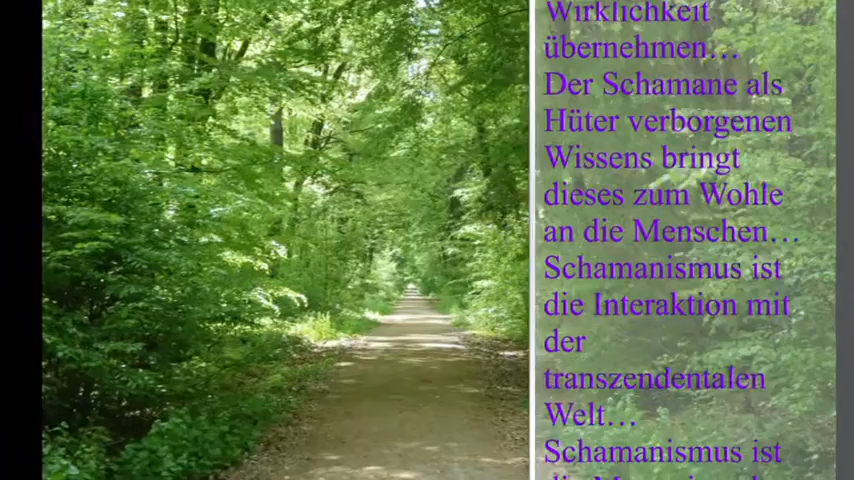 Wirklichkeit
übernehmen…
Der Schamane als
Hüter verborgenen
Wissens bringt
dieses zum Wohle
an die Menschen…
Schamanismus ist
die Interaktion mit
der
transzendentalen
Welt…
Schamanismus ist